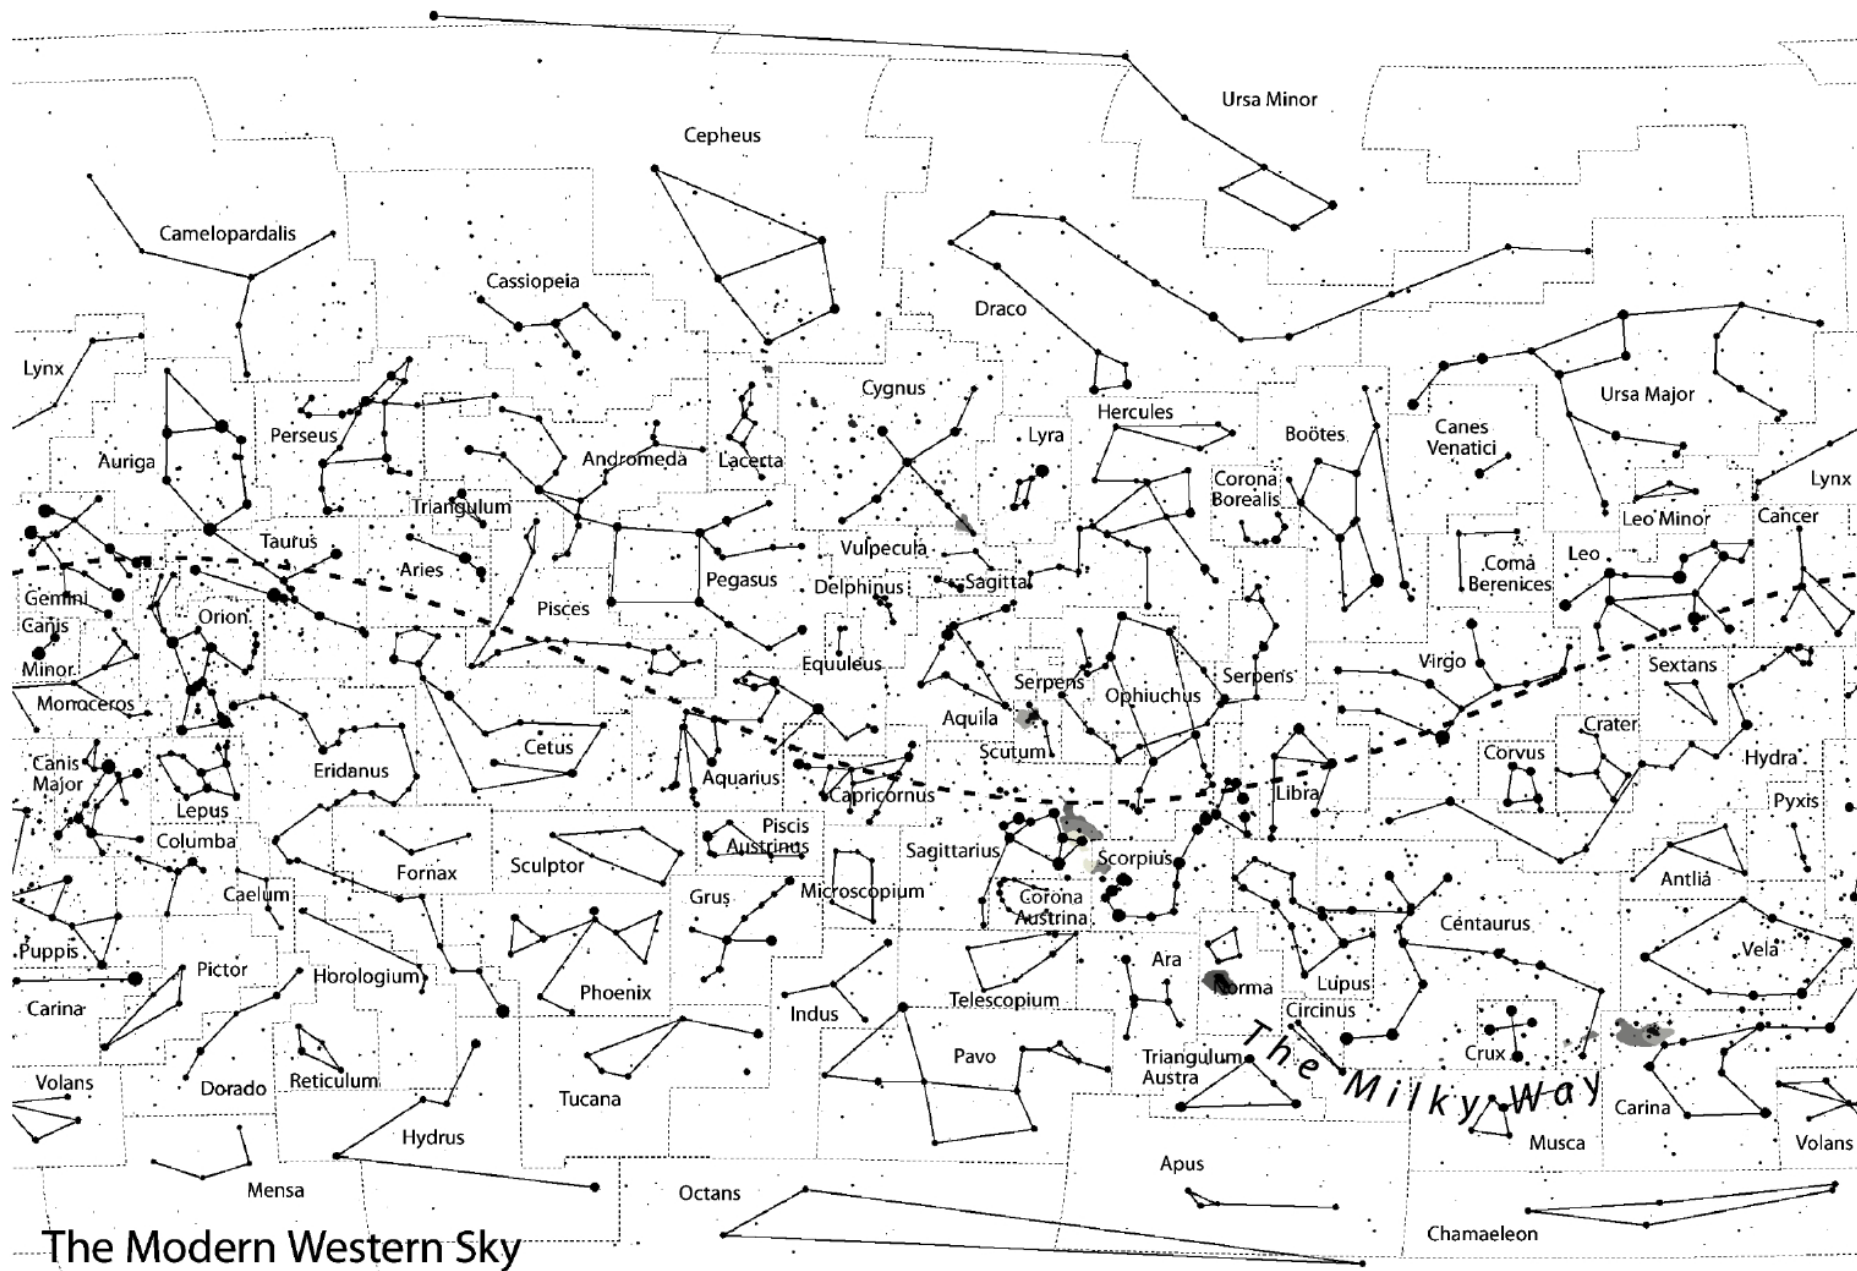 Ursa Minor
Cepheus
Camelopardalis
Cassiopeia
Draco
Lynx
Cygnus
Ursa Major
Hercules
Perseus
Lyra
Boötes
Canes
Venatici
Auriga
Andromeda
Lacerta
Corona
Borealis
Lynx
Triangulum
Leo Minor
Cancer
Taurus
Vulpecula
Leo
Aries
Pegasus
Delphinus
Sagitta
Coma
Berenices
Gemini
Orion
Pisces
Canis
Minor
Equuleus
Serpens
Ophiuchus
Serpens
Virgo
Sextans
Monoceros
Aquila
Crater
Cetus
Scutum
Corvus
Hydra
Canis
Major
Eridanus
Aquarius
Capricornus
Libra
Pyxis
Lepus
Columba
Piscis
Austrinus
Sagittarius
Scorpius
Fornax
Sculptor
Antlia
Caelum
Grus
Microscopium
Corona
Austrina
Centaurus
Puppis
Vela
Pictor
Horologium
Ara
Phoenix
Telescopium
Norma
Lupus
Carina
Indus
Circinus
The Milky Way
Pavo
Triangulum
Austra
Crux
Volans
Dorado
Reticulum
Tucana
Carina
Hydrus
Musca
Volans
Apus
Mensa
Octans
Chamaeleon
The Modern Western Sky